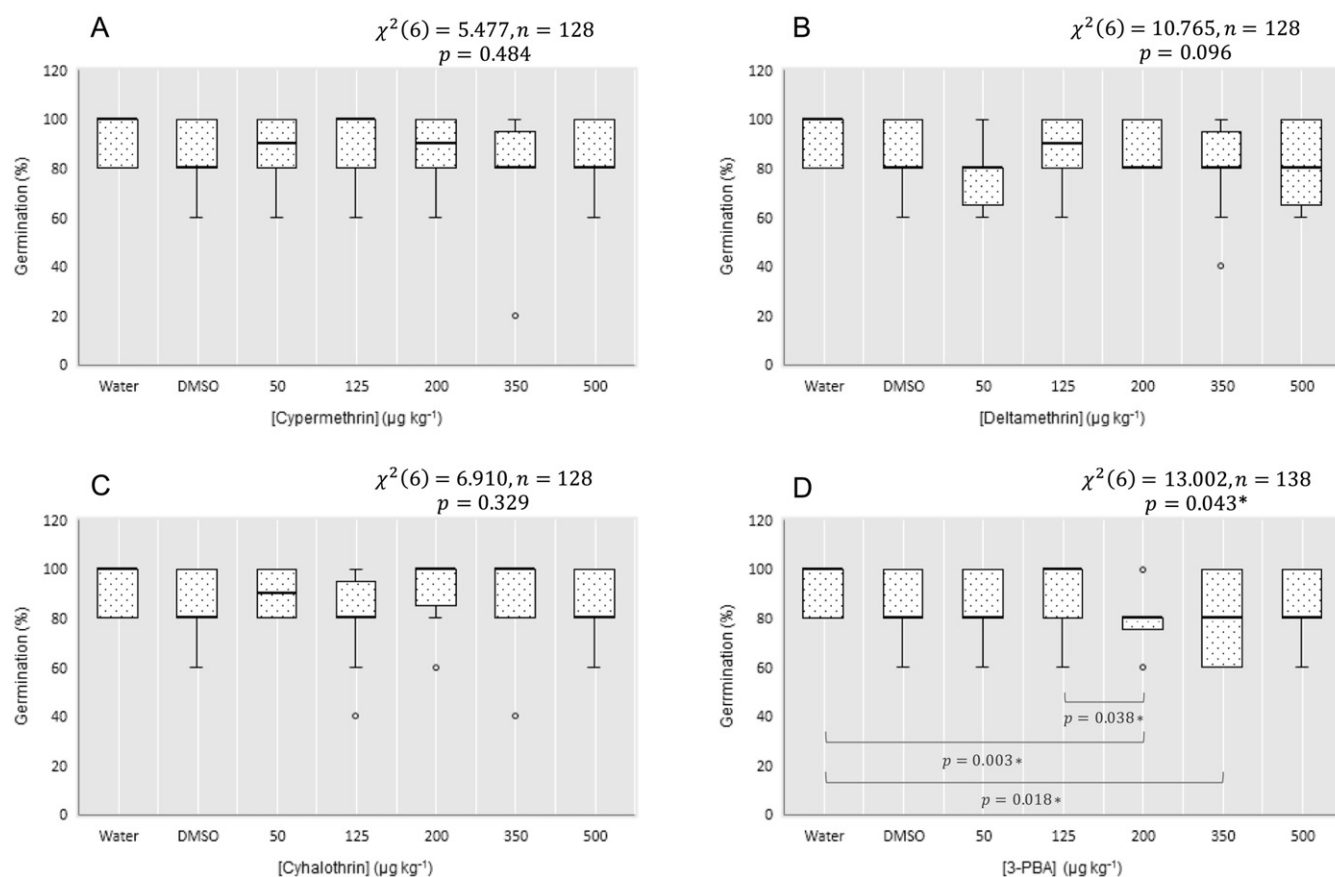 A
χ²(6) = 5.477, n = 128
p = 0.484
120
100
80
60
40
20
0
Germination (%)
Water DMSO 50 125 200 350 500
[Cypermethrin] (µg kg⁻¹)
B
χ²(6) = 10.765, n = 128
p = 0.096
120
100
80
60
40
20
0
Germination (%)
Water DMSO 50 125 200 350 500
[Deltamethrin] (µg kg⁻¹)
C
χ²(6) = 6.910, n = 128
p = 0.329
120
100
80
60
40
20
0
Germination (%)
Water DMSO 50 125 200 350 500
[Cyhalothrin] (µg kg⁻¹)
D
χ²(6) = 13.002, n = 138
p = 0.043*
120
100
80
60
40
20
0
Germination (%)
p = 0.038*
p = 0.003*
p = 0.018*
Water DMSO 50 125 200 350 500
[3-PBA] (µg kg⁻¹)